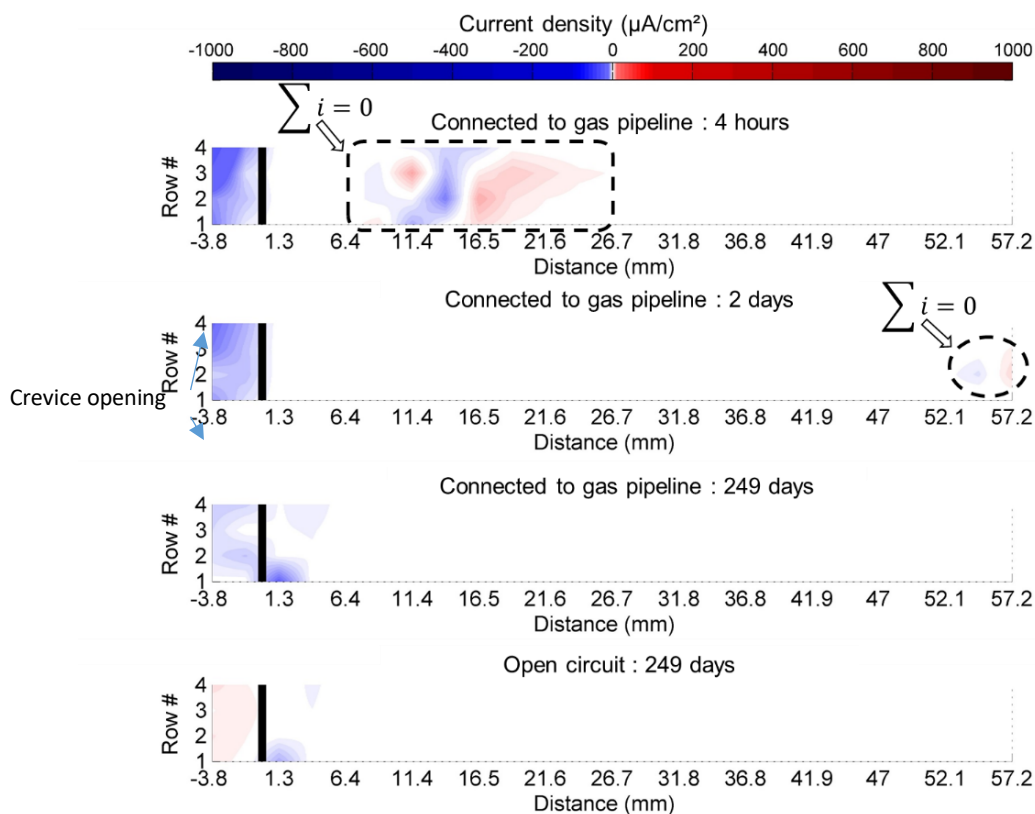 Current density (µA/cm²)
-1000 -800 -600 -400 -200 0 200 400 600 800 1000
∑ i = 0
Connected to gas pipeline : 4 hours
Row #
4
3
2
1
-3.8 1.3 6.4 11.4 16.5 21.6 26.7 31.8 36.8 41.9 47 52.1 57.2
Distance (mm)
Connected to gas pipeline : 2 days
∑ i = 0
Row #
4
3
2
1
Crevice opening
-3.8 1.3 6.4 11.4 16.5 21.6 26.7 31.8 36.8 41.9 47 52.1 57.2
Distance (mm)
Connected to gas pipeline : 249 days
Row #
4
3
2
1
-3.8 1.3 6.4 11.4 16.5 21.6 26.7 31.8 36.8 41.9 47 52.1 57.2
Distance (mm)
Open circuit : 249 days
Row #
4
3
2
1
-3.8 1.3 6.4 11.4 16.5 21.6 26.7 31.8 36.8 41.9 47 52.1 57.2
Distance (mm)